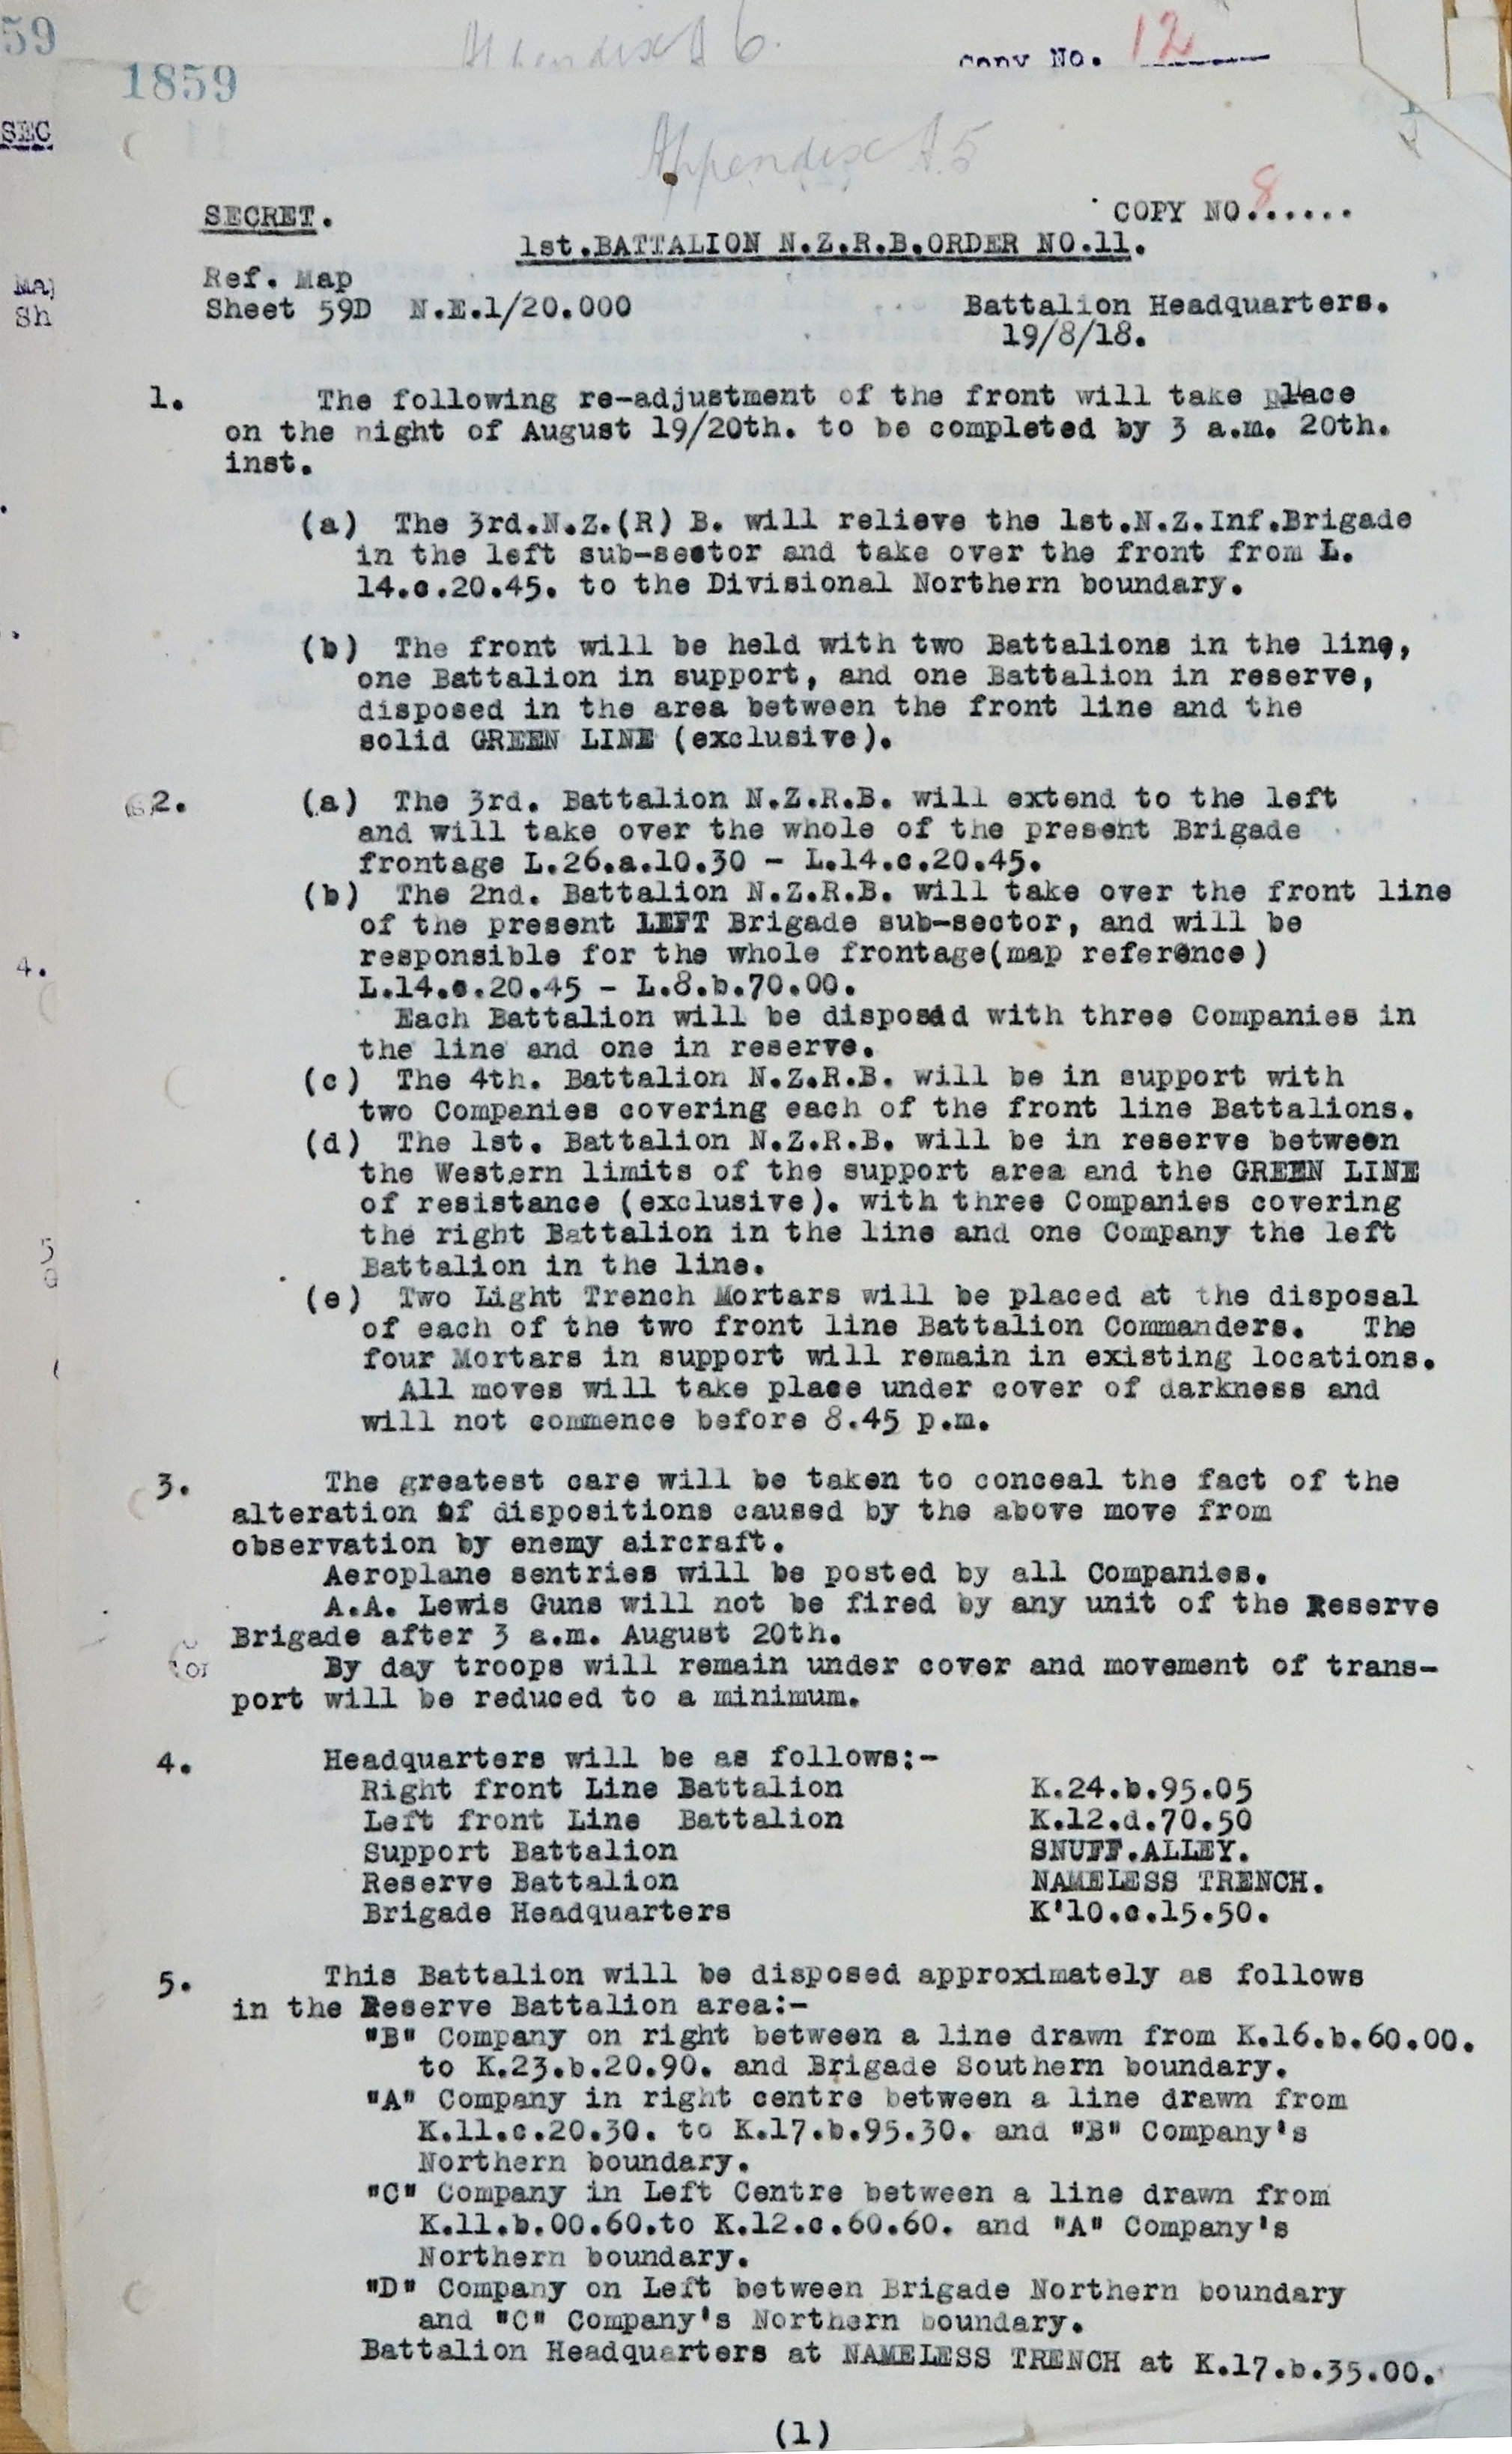 59
Appendix A 6.
Copy No. 12
1859
SEC
Appendix A.5
SECRET.
COPY NO. 8......
1st.BATTALION N.Z.R.B.ORDER NO.11.
Ref. Map
Sheet 59D N.E.1/20.000
Battalion Headquarters.
19/8/18.
Ma
Sh
1. The following re-adjustment of the front will take place
on the night of August 19/20th. to be completed by 3 a.m. 20th.
inst.
(a) The 3rd.N.Z.(R) B. will relieve the 1st.N.Z.Inf.Brigade
in the left sub-sector and take over the front from L.
14.c.20.45. to the Divisional Northern boundary.
(b) The front will be held with two Battalions in the line,
one Battalion in support, and one Battalion in reserve,
disposed in the area between the front line and the
solid GREEN LINE (exclusive).
2. (a) The 3rd. Battalion N.Z.R.B. will extend to the left
and will take over the whole of the present Brigade
frontage L.26.a.10.30 - L.14.c.20.45.
(b) The 2nd. Battalion N.Z.R.B. will take over the front line
of the present LEFT Brigade sub-sector, and will be
responsible for the whole frontage(map reference)
L.14.c.20.45 - L.8.b.70.00.
Each Battalion will be disposed with three Companies in
the line and one in reserve.
(c) The 4th. Battalion N.Z.R.B. will be in support with
two Companies covering each of the front line Battalions.
(d) The 1st. Battalion N.Z.R.B. will be in reserve between
the Western limits of the support area and the GREEN LINE
of resistance (exclusive). with three Companies covering
the right Battalion in the line and one Company the left
Battalion in the line.
(e) Two Light Trench Mortars will be placed at the disposal
of each of the two front line Battalion Commanders. The
four Mortars in support will remain in existing locations.
All moves will take place under cover of darkness and
will not commence before 8.45 p.m.
4.
5
3. The greatest care will be taken to conceal the fact of the
alteration of dispositions caused by the above move from
observation by enemy aircraft.
Aeroplane sentries will be posted by all Companies.
A.A. Lewis Guns will not be fired by any unit of the Reserve
Brigade after 3 a.m. August 20th.
By day troops will remain under cover and movement of trans-
port will be reduced to a minimum.
4. Headquarters will be as follows:-
Right front Line Battalion K.24.b.95.05
Left front Line Battalion K.12.d.70.50
Support Battalion SNUFF.ALLEY.
Reserve Battalion NAMELESS TRENCH.
Brigade Headquarters K'10.c.15.50.
5. This Battalion will be disposed approximately as follows
in the Reserve Battalion area:-
"B" Company on right between a line drawn from K.16.b.60.00.
to K.23.b.20.90. and Brigade Southern boundary.
"A" Company in right centre between a line drawn from
K.11.c.20.30. to K.17.b.95.30. and "B" Company's
Northern boundary.
"C" Company in Left Centre between a line drawn from
K.11.b.00.60.to K.12.c.60.60. and "A" Company's
Northern boundary.
"D" Company on Left between Brigade Northern boundary
and "C" Company's Northern boundary.
Battalion Headquarters at NAMELESS TRENCH at K.17.b.35.00.
(1)